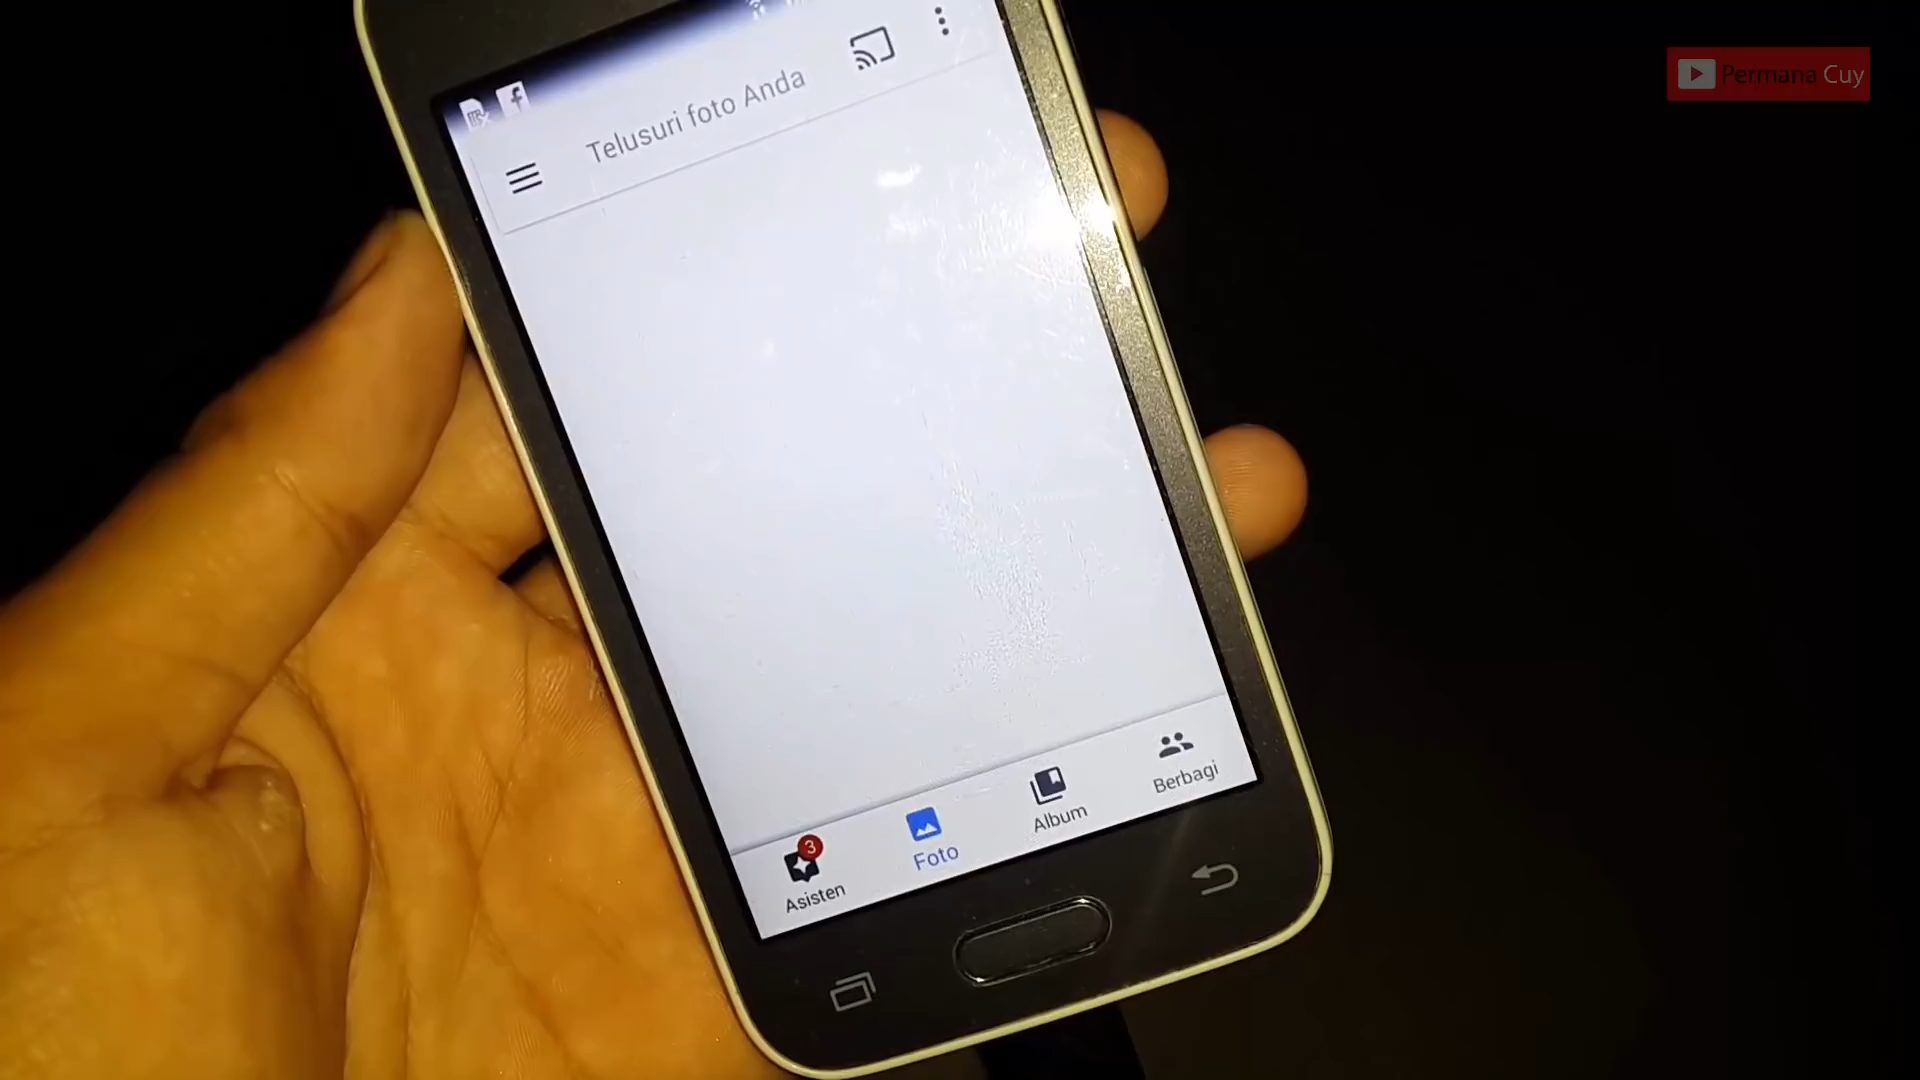 Permana Cuy
f
Telusuri foto Anda
3
Asisten
Foto
Album
Berbagi